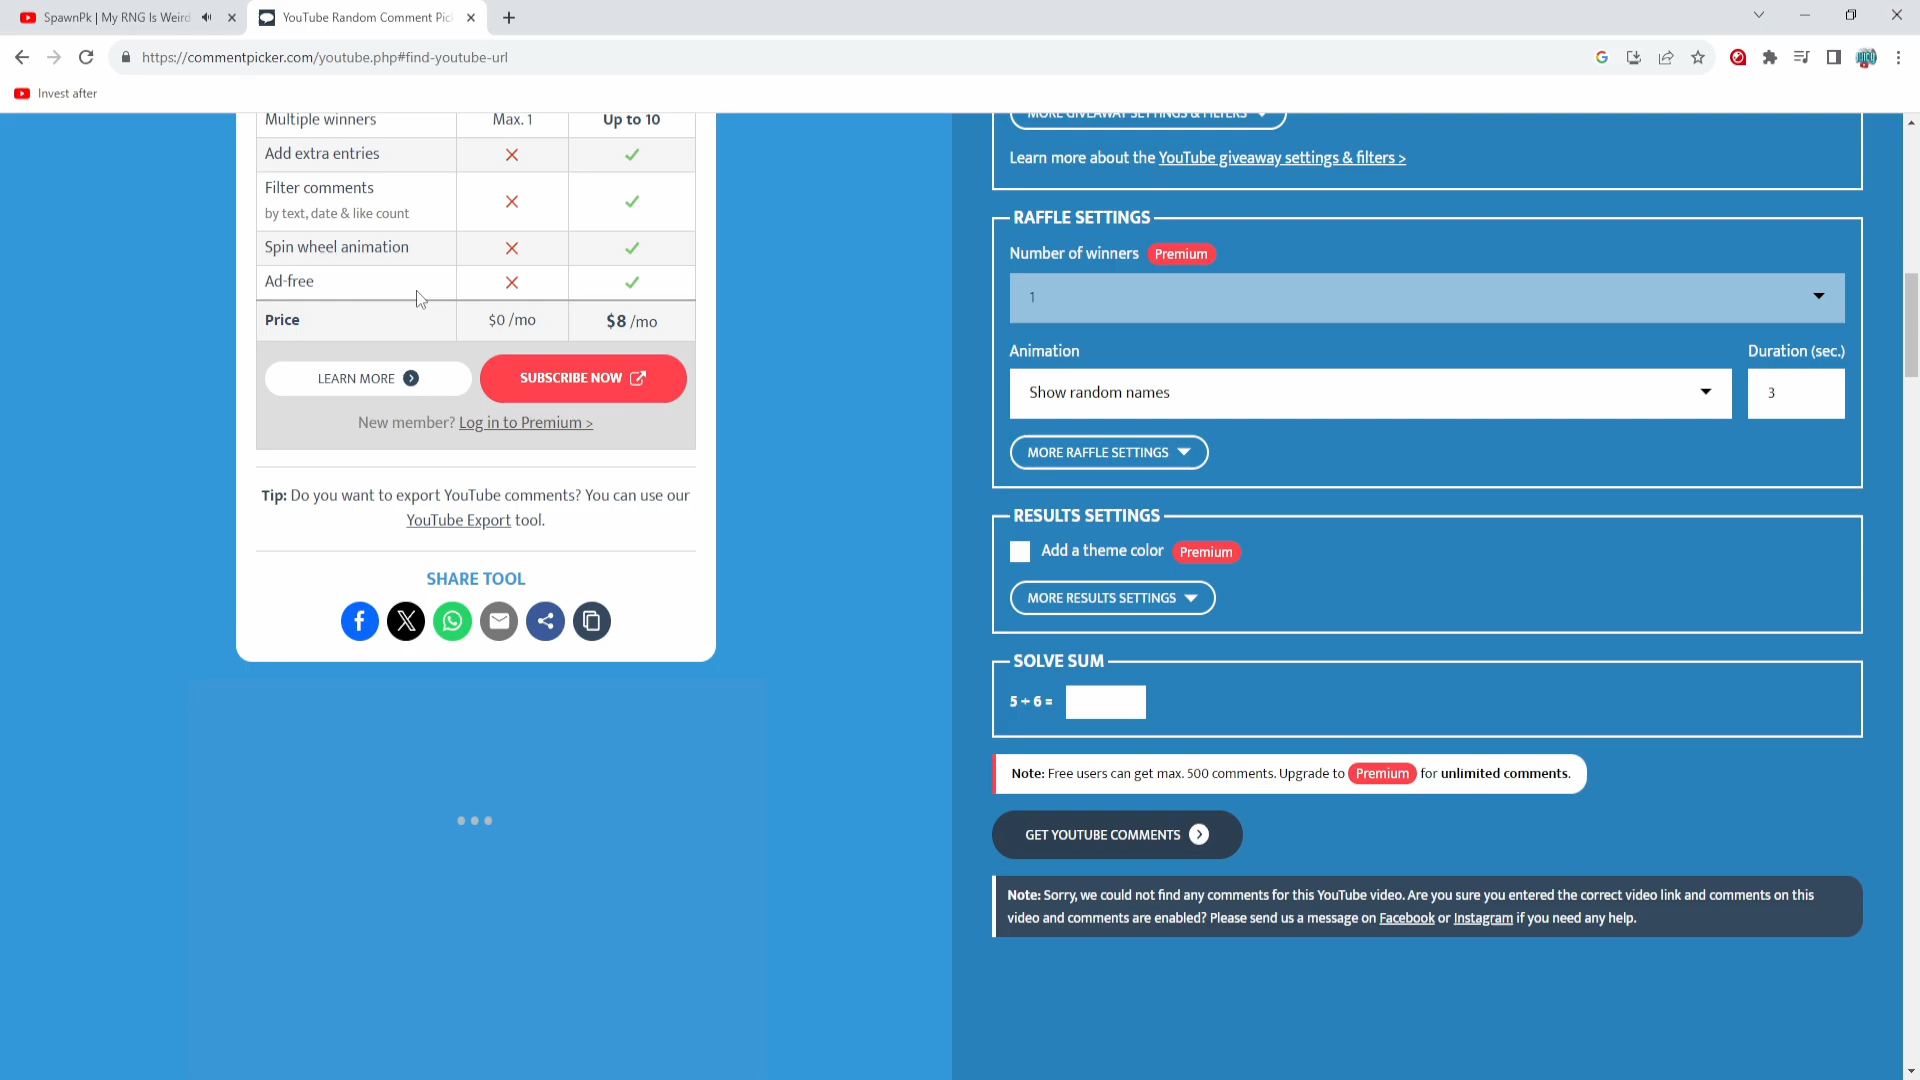 SpawnPk | My RNG Is Weird
YouTube Random Comment Pic
https://commentpicker.com/youtube.php#find-youtube-url
Invest after
Multiple winners Max. 1 Up to 10
Add extra entries
Filter comments
by text, date & like count
Spin wheel animation
Ad-free
Price $0 /mo $8 /mo
LEARN MORE SUBSCRIBE NOW
New member? Log in to Premium >
Tip: Do you want to export YouTube comments? You can use our
YouTube Export tool.
SHARE TOOL
MORE GIVEAWAY SETTINGS & FILTERS
Learn more about the YouTube giveaway settings & filters >
RAFFLE SETTINGS
Number of winners Premium
1
Animation Duration (sec.)
Show random names 3
MORE RAFFLE SETTINGS
RESULTS SETTINGS
Add a theme color Premium
MORE RESULTS SETTINGS
SOLVE SUM
5 + 6 =
Note: Free users can get max. 500 comments. Upgrade to Premium for unlimited comments.
GET YOUTUBE COMMENTS
Note: Sorry, we could not find any comments for this YouTube video. Are you sure you entered the correct video link and comments on this
video and comments are enabled? Please send us a message on Facebook or Instagram if you need any help.